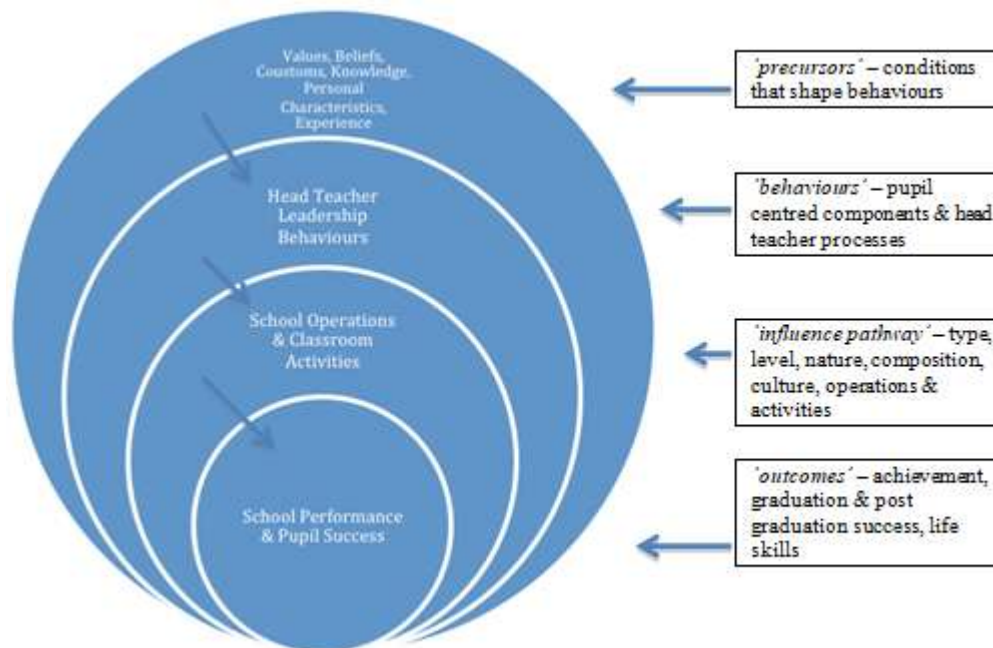 Values, Beliefs,
Coustoms, Knowledge,
Personal
Characteristics,
Experience
Head Teacher
Leadership
Behaviours
School Operations
& Classroom
Activities
School Performance
& Pupil Success
´precursors´ – conditions
that shape behaviours
´behaviours´ – pupil
centred components & head
teacher processes
´influence pathway´ – type,
level, nature, composition,
culture, operations &
activities
´outcomes´ – achievement,
graduation & post
graduation success, life
skills